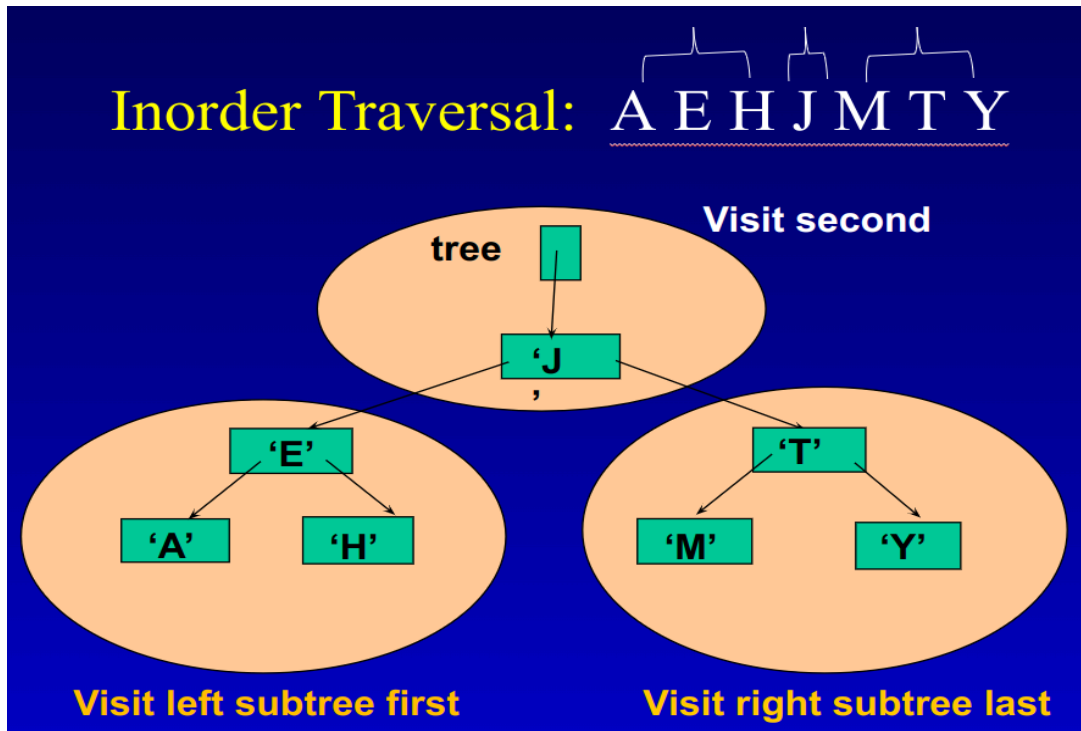 Inorder Traversal: A E H J M T Y
Visit second
tree
‘J
’
‘E’
‘T’
‘A’
‘H’
‘M’
‘Y’
Visit left subtree first
Visit right subtree last